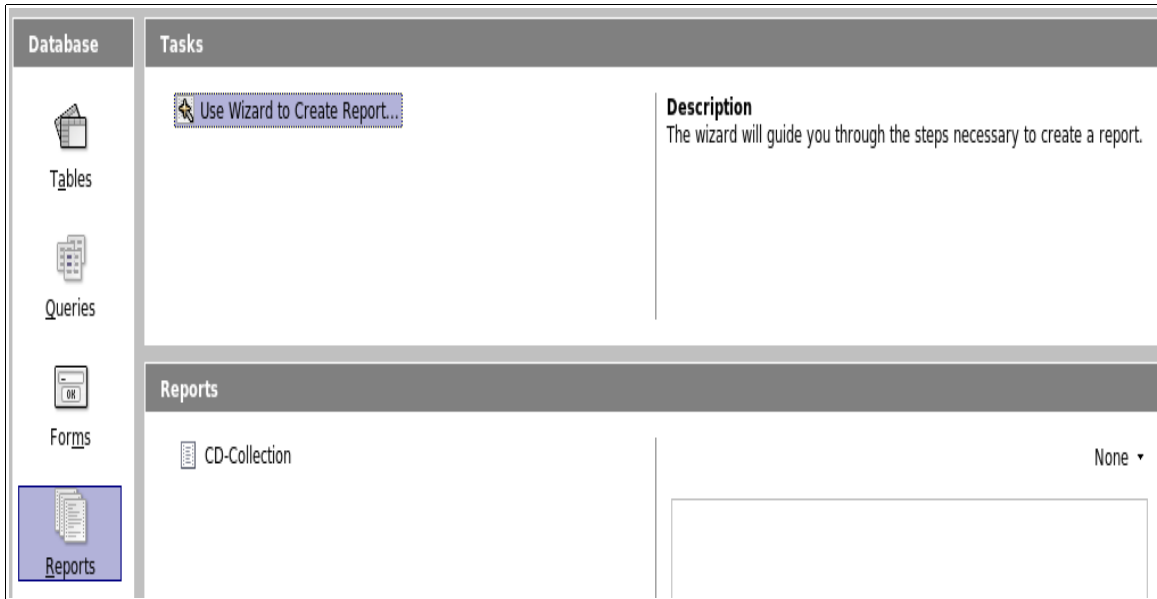 Database
Tables
Queries
OK
Forms
Reports
Tasks
Use Wizard to Create Report...
Description
The wizard will guide you through the steps necessary to create a report.
Reports
CD-Collection
None